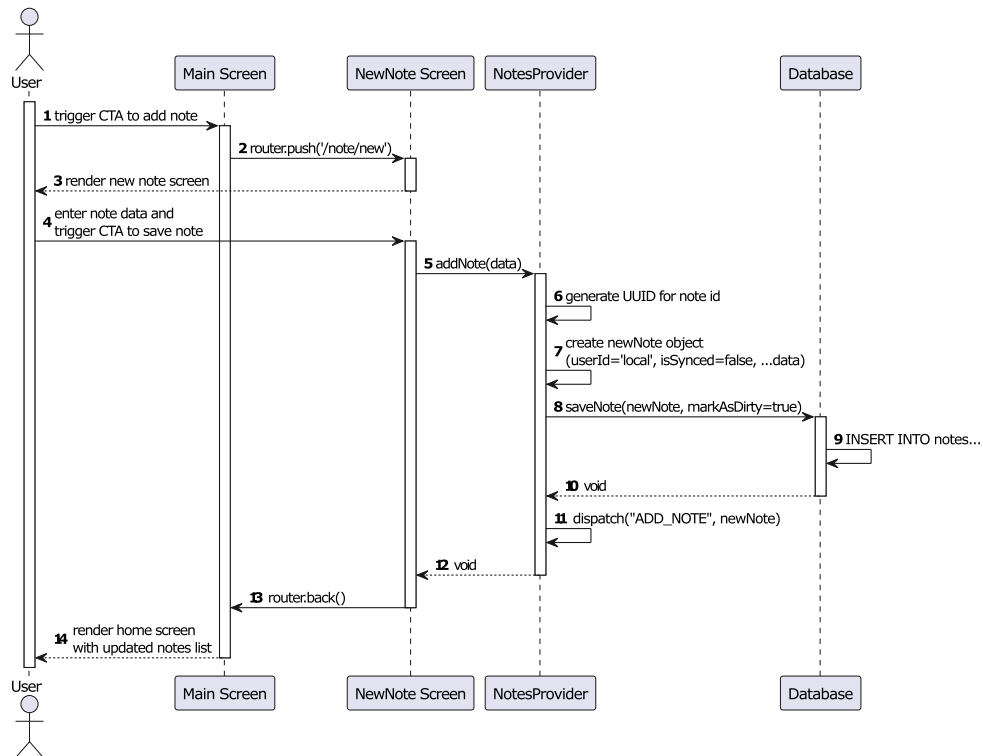 User
Main Screen
NewNote Screen
NotesProvider
Database
1 trigger CTA to add note
2 router.push('/note/new')
3 render new note screen
4 enter note data and
trigger CTA to save note
5 addNote(data)
6 generate UUID for note id
7 create newNote object
(userId='local', isSynced=false, ...data)
8 saveNote(newNote, markAsDirty=true)
9 INSERT INTO notes...
10 void
11 dispatch("ADD_NOTE", newNote)
12 void
13 router.back()
14 render home screen
with updated notes list
User
Main Screen
NewNote Screen
NotesProvider
Database